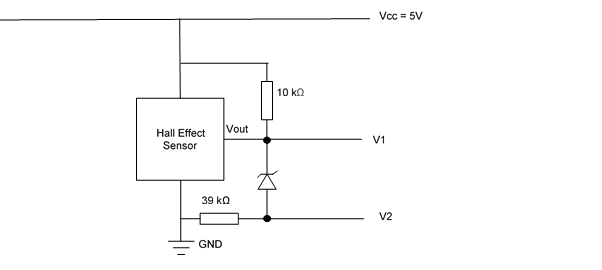 Vcc = 5V
10 kΩ
Vout
Hall Effect
Sensor
V1
39 kΩ
V2
GND